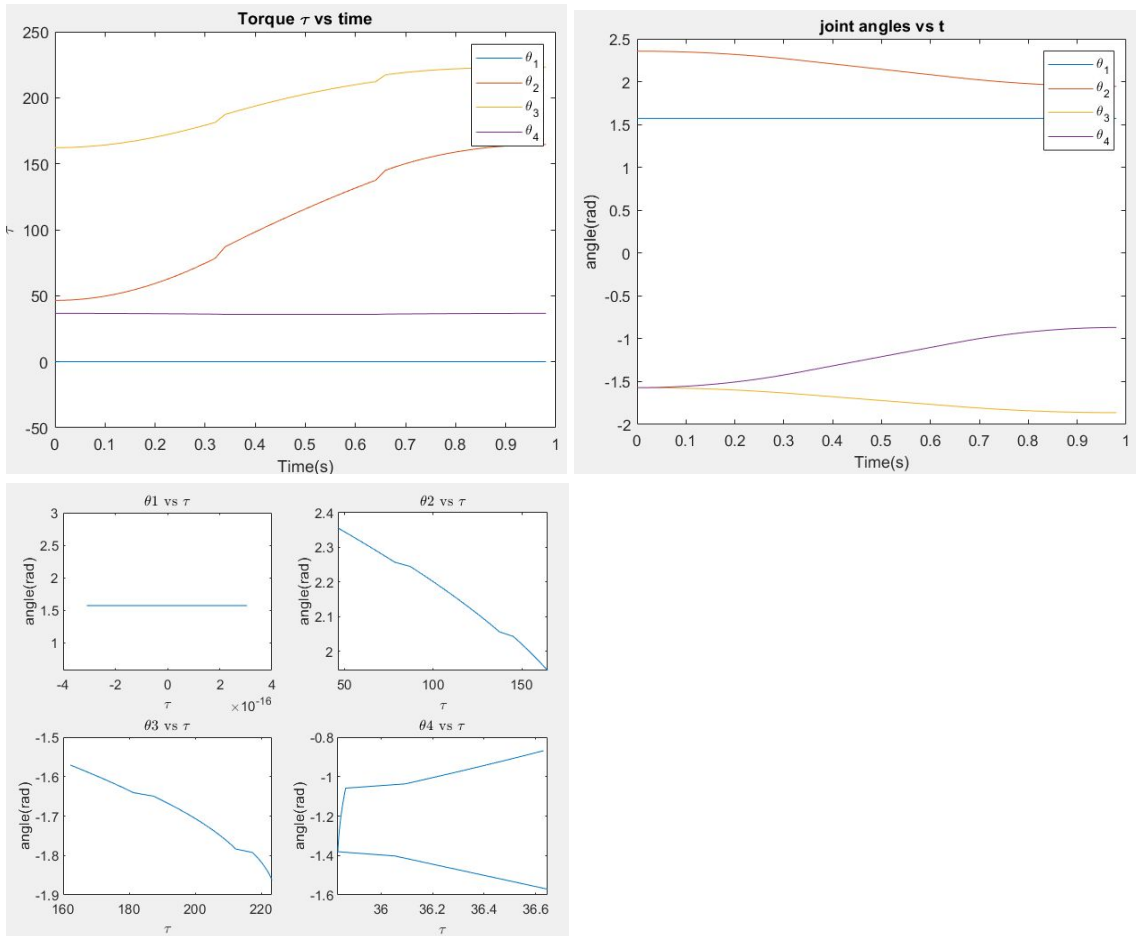 Torque τ vs time
250
200
150
100
50
0
-50
τ
θ1
θ2
θ3
θ4
0 0.1 0.2 0.3 0.4 0.5 0.6 0.7 0.8 0.9 1
Time(s)
joint angles vs t
2.5
2
1.5
1
0.5
0
-0.5
-1
-1.5
-2
angle(rad)
θ1
θ2
θ3
θ4
0 0.1 0.2 0.3 0.4 0.5 0.6 0.7 0.8 0.9 1
Time(s)
θ1 vs τ
3
2.5
2
1.5
1
angle(rad)
-4 -2 0 2 4
τ
×10-16
θ2 vs τ
2.4
2.3
2.2
2.1
2
angle(rad)
50 100 150
τ
θ3 vs τ
-1.5
-1.6
-1.7
-1.8
-1.9
angle(rad)
160 180 200 220
τ
θ4 vs τ
-0.8
-1
-1.2
-1.4
-1.6
angle(rad)
36 36.2 36.4 36.6
τ